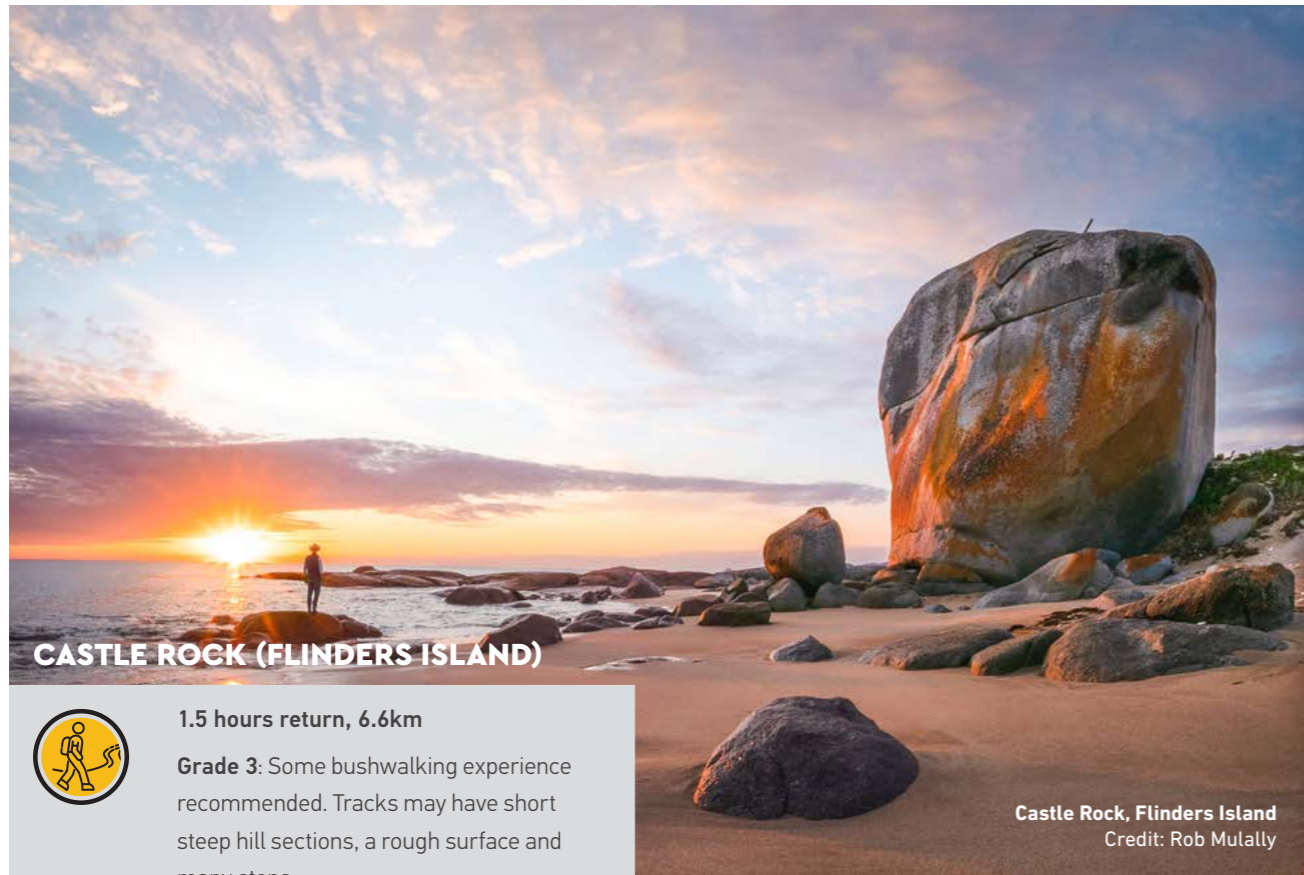 CASTLE ROCK (FLINDERS ISLAND)
1.5 hours return, 6.6km
Grade 3: Some bushwalking experience
recommended. Tracks may have short
steep hill sections, a rough surface and
Castle Rock, Flinders Island
Credit: Rob Mulally